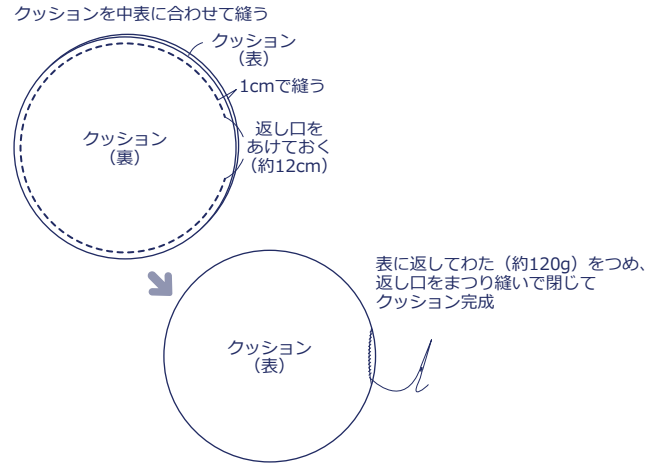 クッションを中表に合わせて縫う
クッション
（表）
1cmで縫う
返し口を
あけておく
（約12cm）
クッション
（裏）
表に返してわた（約120g）をつめ、
返し口をまつり縫いで閉じて
クッション完成
クッション
（表）